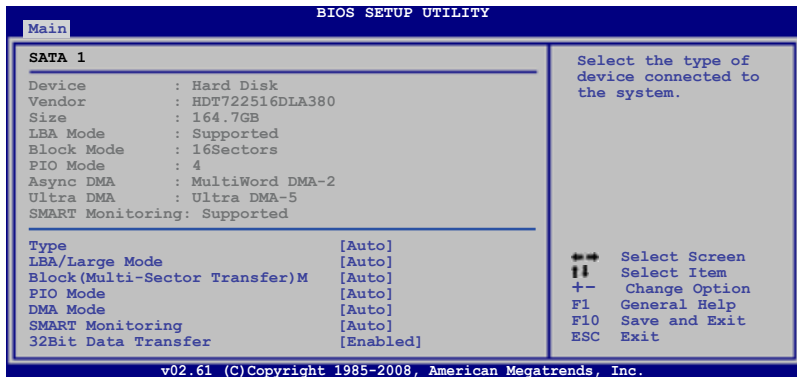 BIOS SETUP UTILITY
Main
SATA 1
Device : Hard Disk
Vendor : HDT722516DLA380
Size : 164.7GB
LBA Mode : Supported
Block Mode : 16Sectors
PIO Mode : 4
Async DMA : MultiWord DMA-2
Ultra DMA : Ultra DMA-5
SMART Monitoring: Supported
Type [Auto]
LBA/Large Mode [Auto]
Block(Multi-Sector Transfer)M [Auto]
PIO Mode [Auto]
DMA Mode [Auto]
SMART Monitoring [Auto]
32Bit Data Transfer [Enabled]
Select the type of
device connected to
the system.
Select Screen
Select Item
+- Change Option
F1 General Help
F10 Save and Exit
ESC Exit
v02.61 (C)Copyright 1985-2008, American Megatrends, Inc.